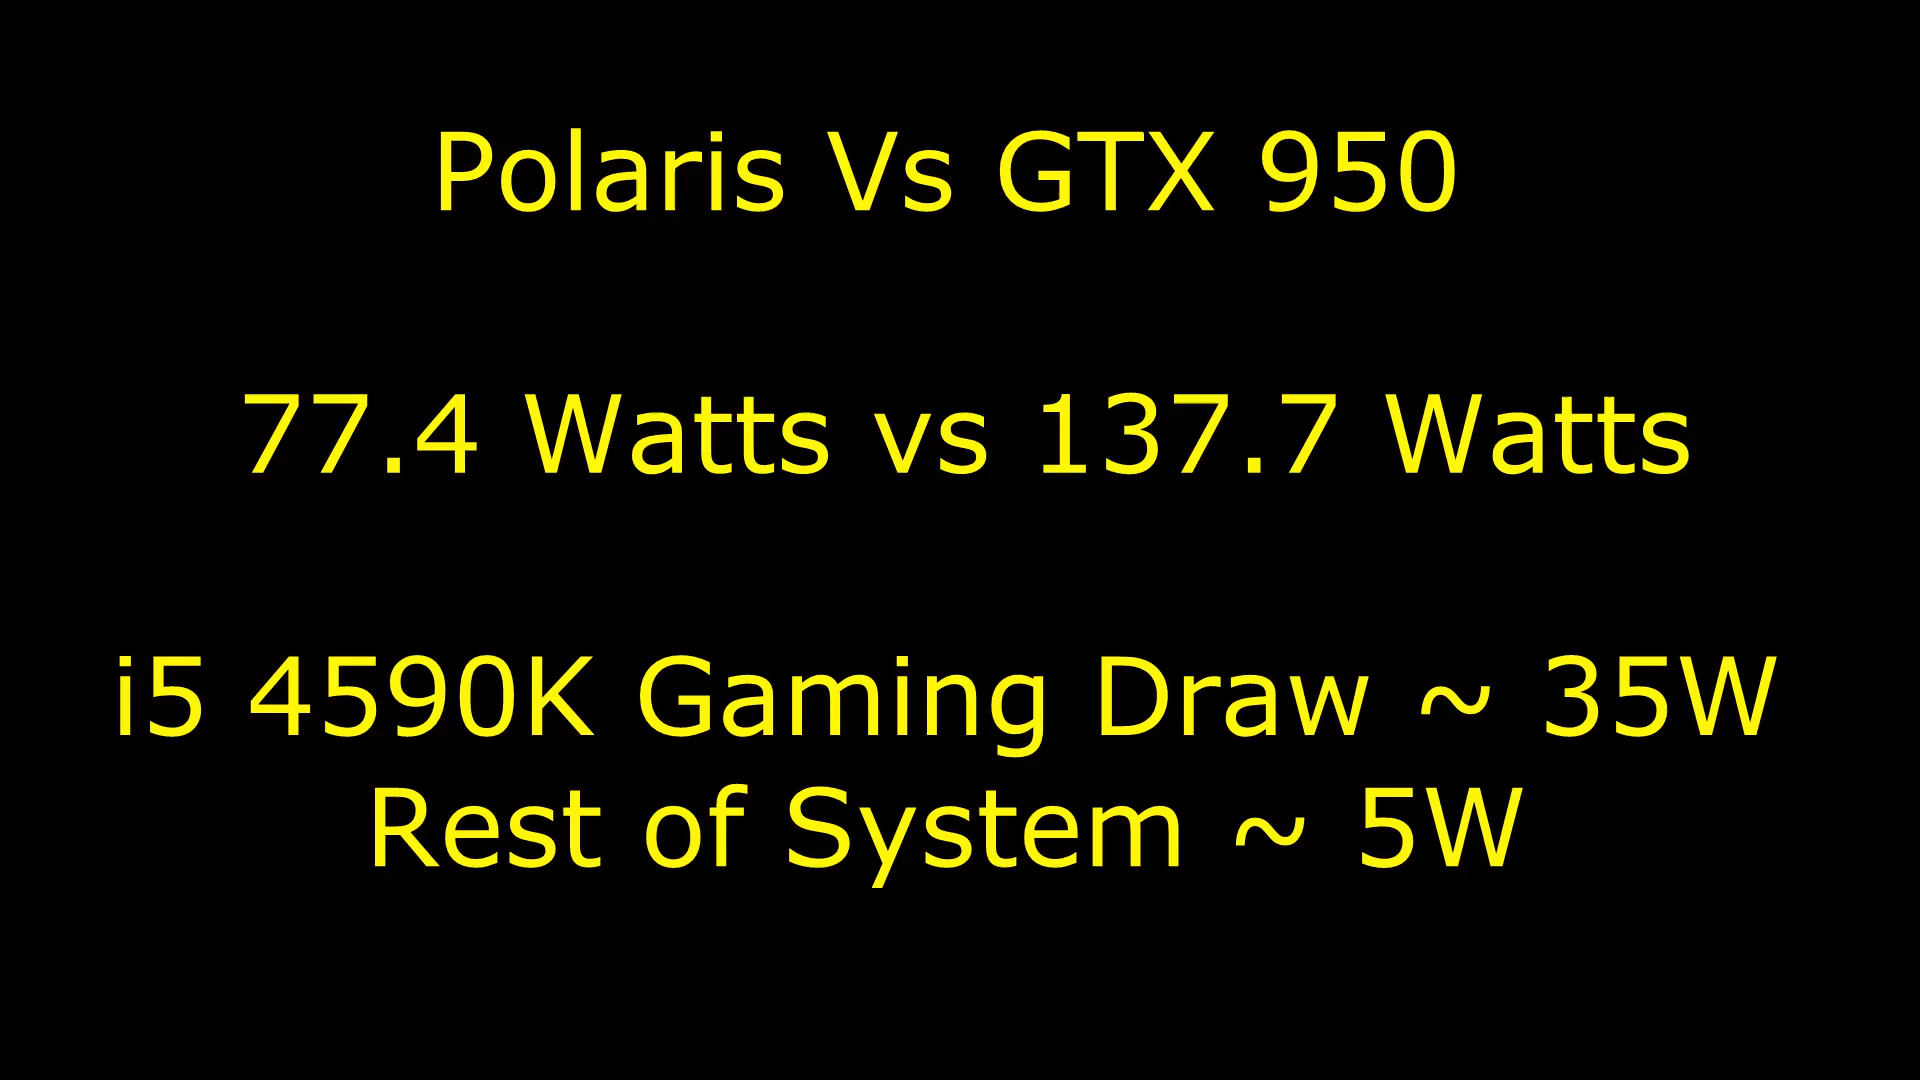 Polaris Vs GTX 950
77.4 Watts vs 137.7 Watts
i5 4590K Gaming Draw ~ 35W
Rest of System ~ 5W